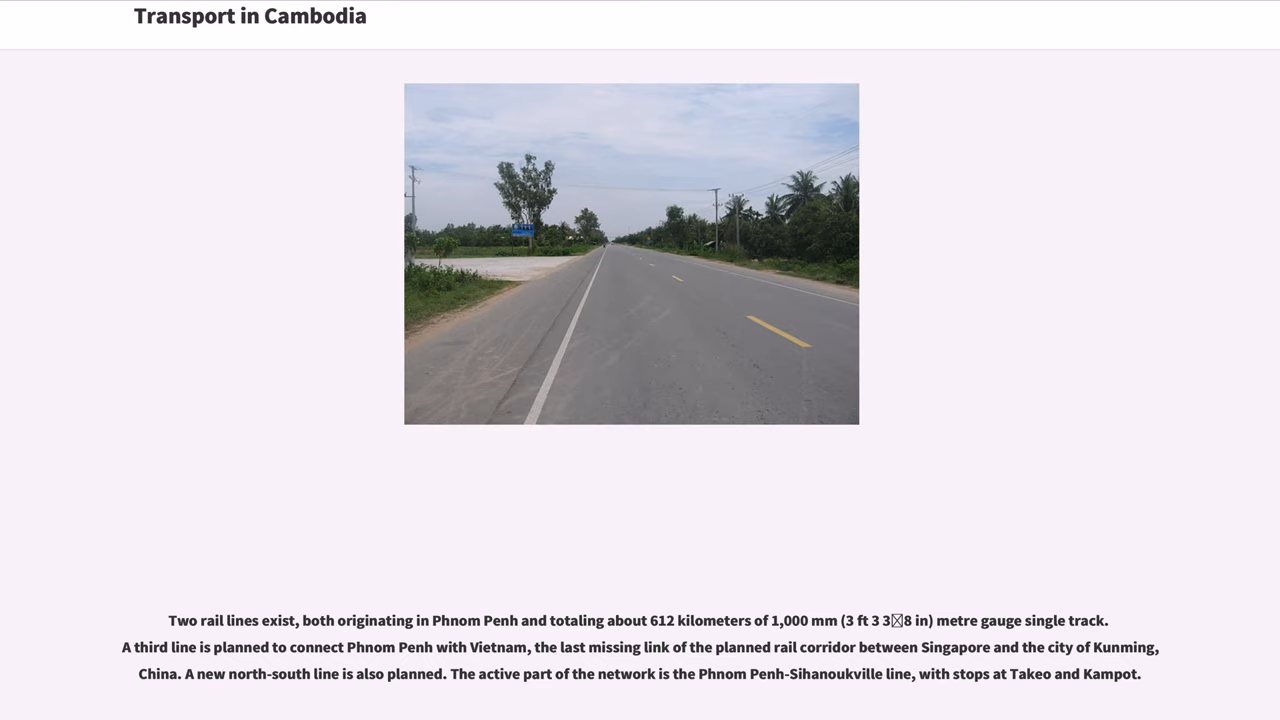 Transport in Cambodia
Two rail lines exist, both originating in Phnom Penh and totaling about 612 kilometers of 1,000 mm (3 ft 3 3⁄8 in) metre gauge single track.
A third line is planned to connect Phnom Penh with Vietnam, the last missing link of the planned rail corridor between Singapore and the city of Kunming,
China. A new north-south line is also planned. The active part of the network is the Phnom Penh-Sihanoukville line, with stops at Takeo and Kampot.